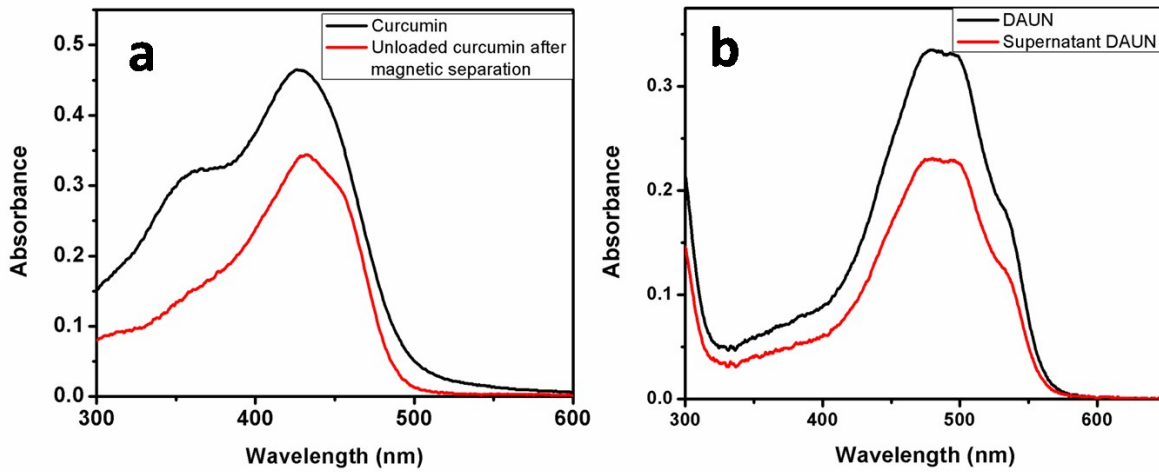 a
Curcumin
Unloaded curcumin after
magnetic separation
0.5
0.4
0.3
0.2
0.1
0.0
Absorbance
300
400
500
600
Wavelength (nm)
b
DAUN
Supernatant DAUN
0.3
0.2
0.1
0.0
Absorbance
300
400
500
600
Wavelength (nm)